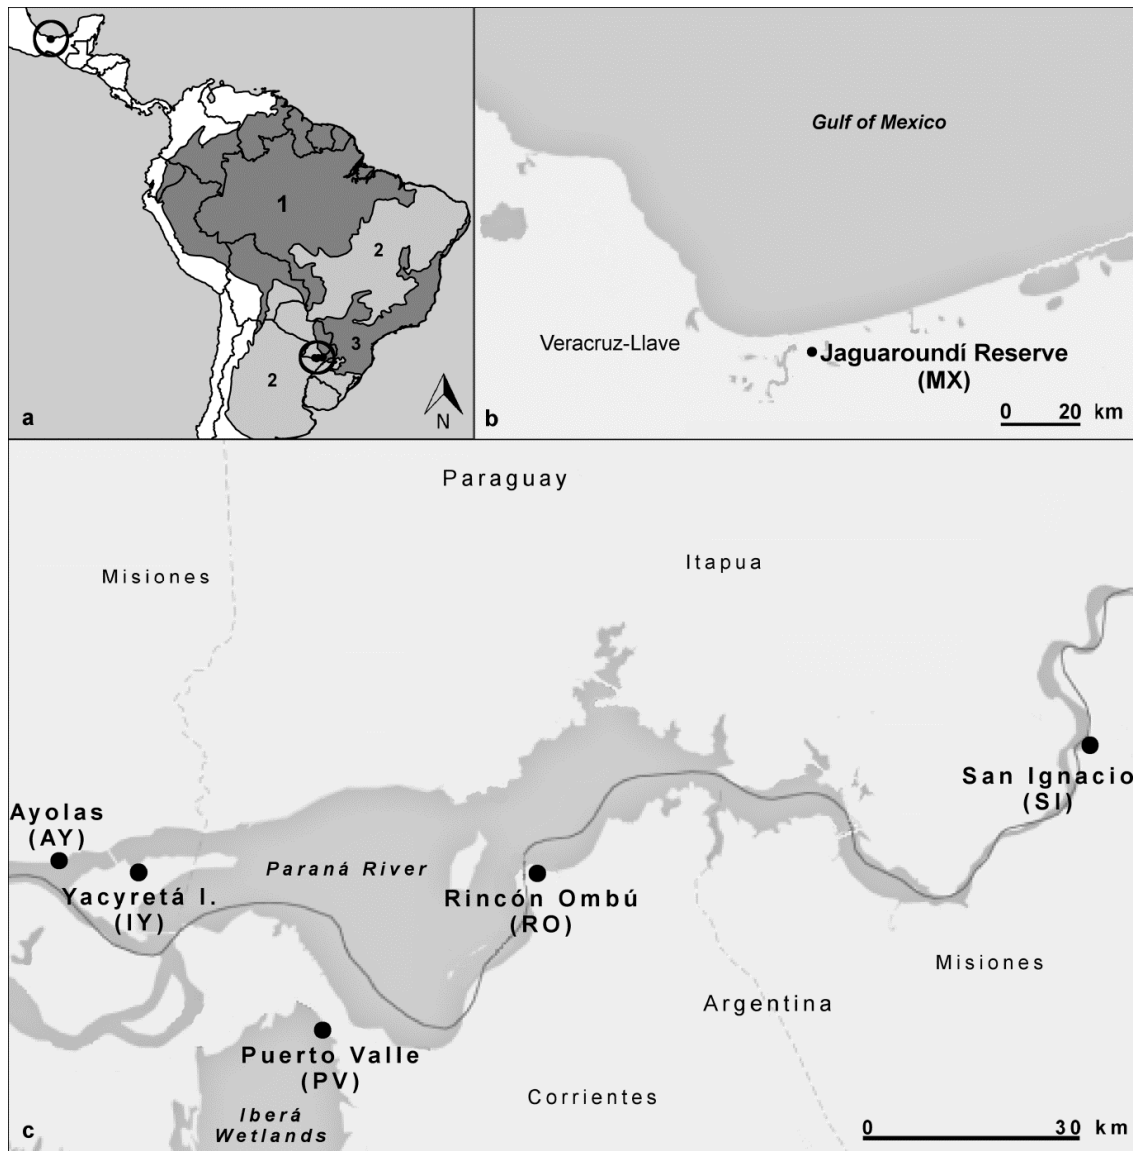 1
2
3
2
N
a
Gulf of Mexico
Veracruz-Llave
Jaguaroundí Reserve
(MX)
0 20 km
b
Paraguay
Misiones
Itapua
San Ignacio
(SI)
Ayolas
(AY)
Yacyretá I.
(IY)
Paraná River
Rincón Ombú
(RO)
Misiones
Argentina
Puerto Valle
(PV)
Corrientes
Iberá
Wetlands
0 30 km
c